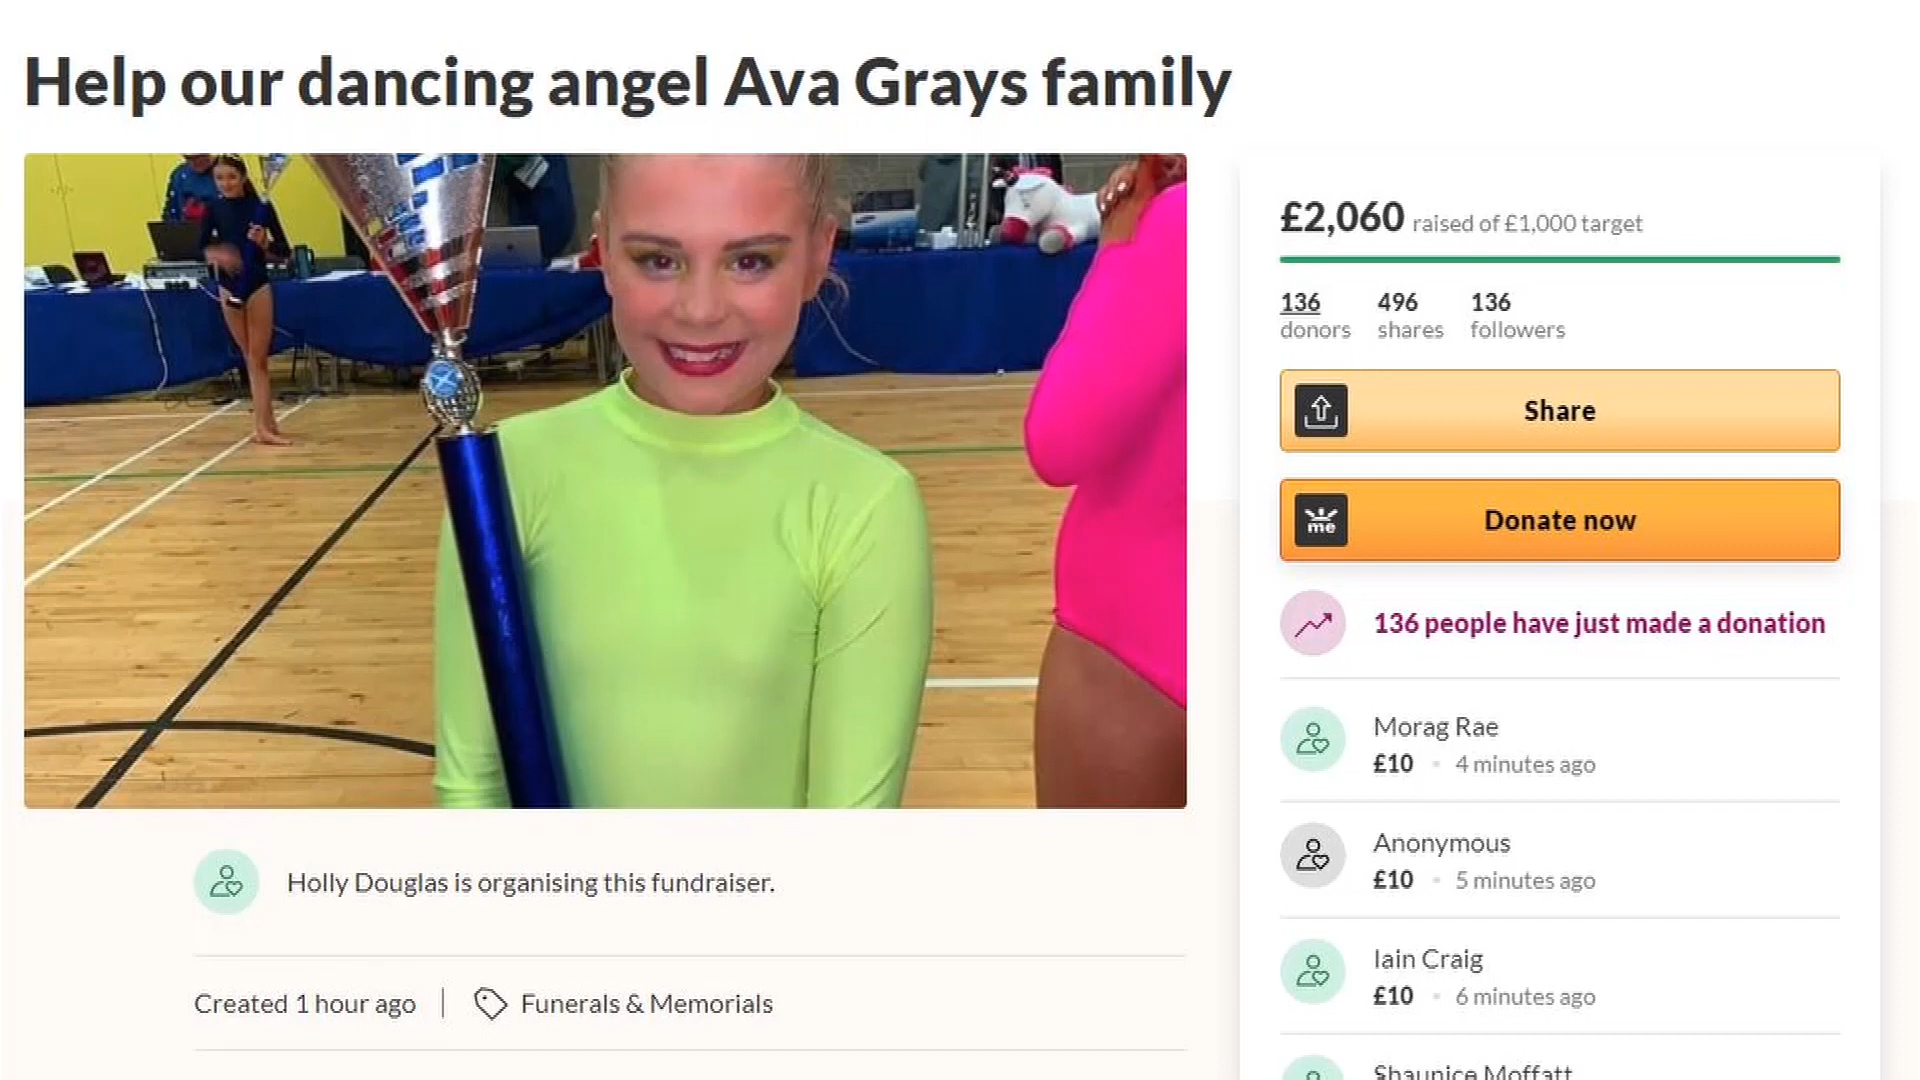 Help our dancing angel Ava Grays family
£2,060 raised of £1,000 target
136 496 136
donors shares followers
Share
me Donate now
136 people have just made a donation
Morag Rae
£10 • 4 minutes ago
Anonymous
£10 • 5 minutes ago
Iain Craig
£10 • 6 minutes ago
Shaunice Moffatt
Holly Douglas is organising this fundraiser.
Created 1 hour ago | Funerals & Memorials